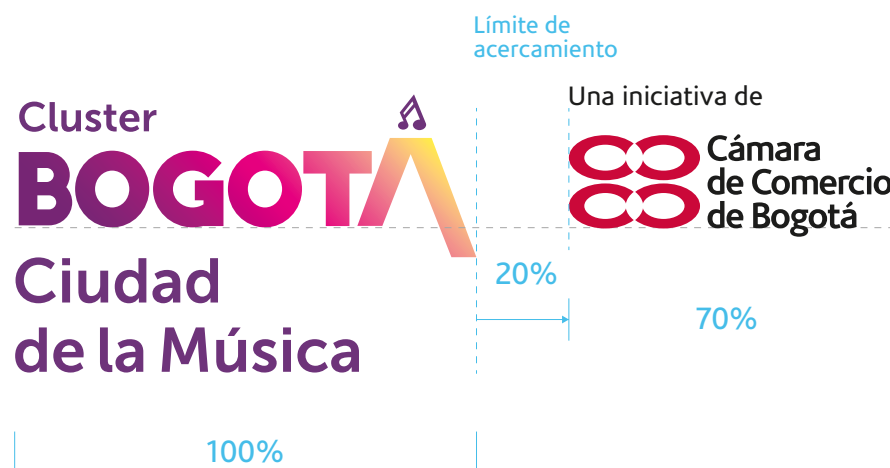 Límite de
acercamiento
Cluster
BOGOTÁ
Ciudad
de la Música
Una iniciativa de
Cámara
de Comercio
de Bogotá
20%
70%
100%